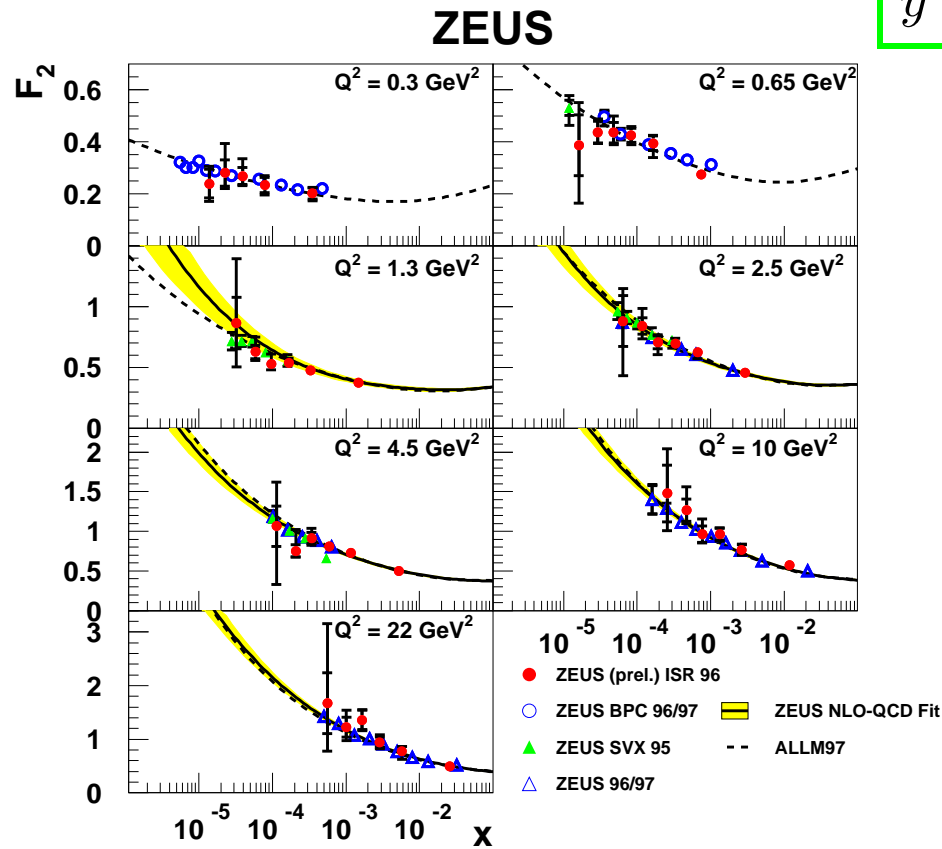 ZEUS
y
F₂
Q² = 0.3 GeV²
Q² = 0.65 GeV²
0.6
0.4
0.2
0
Q² = 1.3 GeV²
Q² = 2.5 GeV²
1
0.5
0
Q² = 4.5 GeV²
Q² = 10 GeV²
2
1.5
1
0.5
0
Q² = 22 GeV²
3
2
1
0
10⁻⁵ 10⁻⁴ 10⁻³ 10⁻²
10⁻⁵ 10⁻⁴ 10⁻³ 10⁻²
x
ZEUS (prel.) ISR 96
ZEUS BPC 96/97
ZEUS SVX 95
ZEUS 96/97
ZEUS NLO-QCD Fit
ALLM97